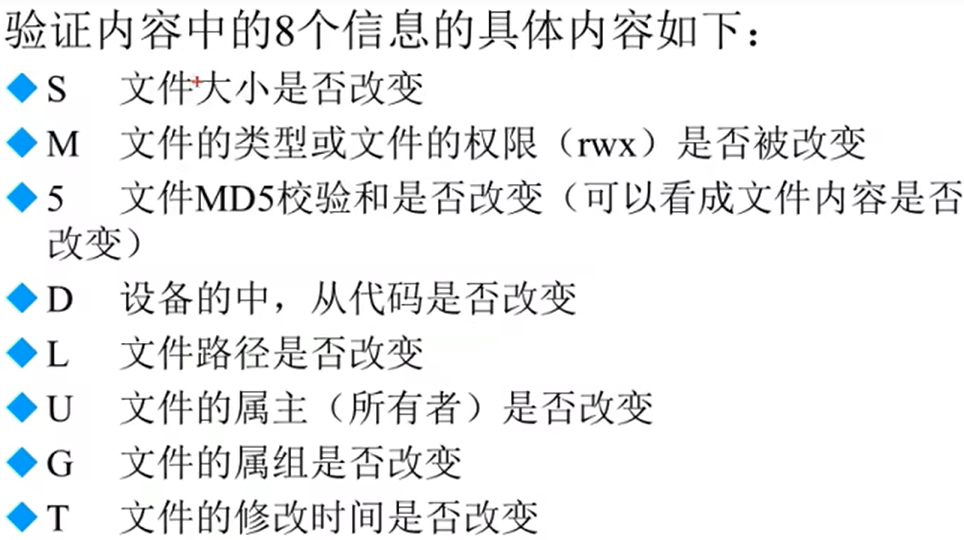 验证内容中的8个信息的具体内容如下：
S 文件大小是否改变
M 文件的类型或文件的权限（rwx）是否被改变
5 文件MD5校验和是否改变（可以看成文件内容是否
改变）
D 设备的中，从代码是否改变
L 文件路径是否改变
U 文件的属主（所有者）是否改变
G 文件的属组是否改变
T 文件的修改时间是否改变